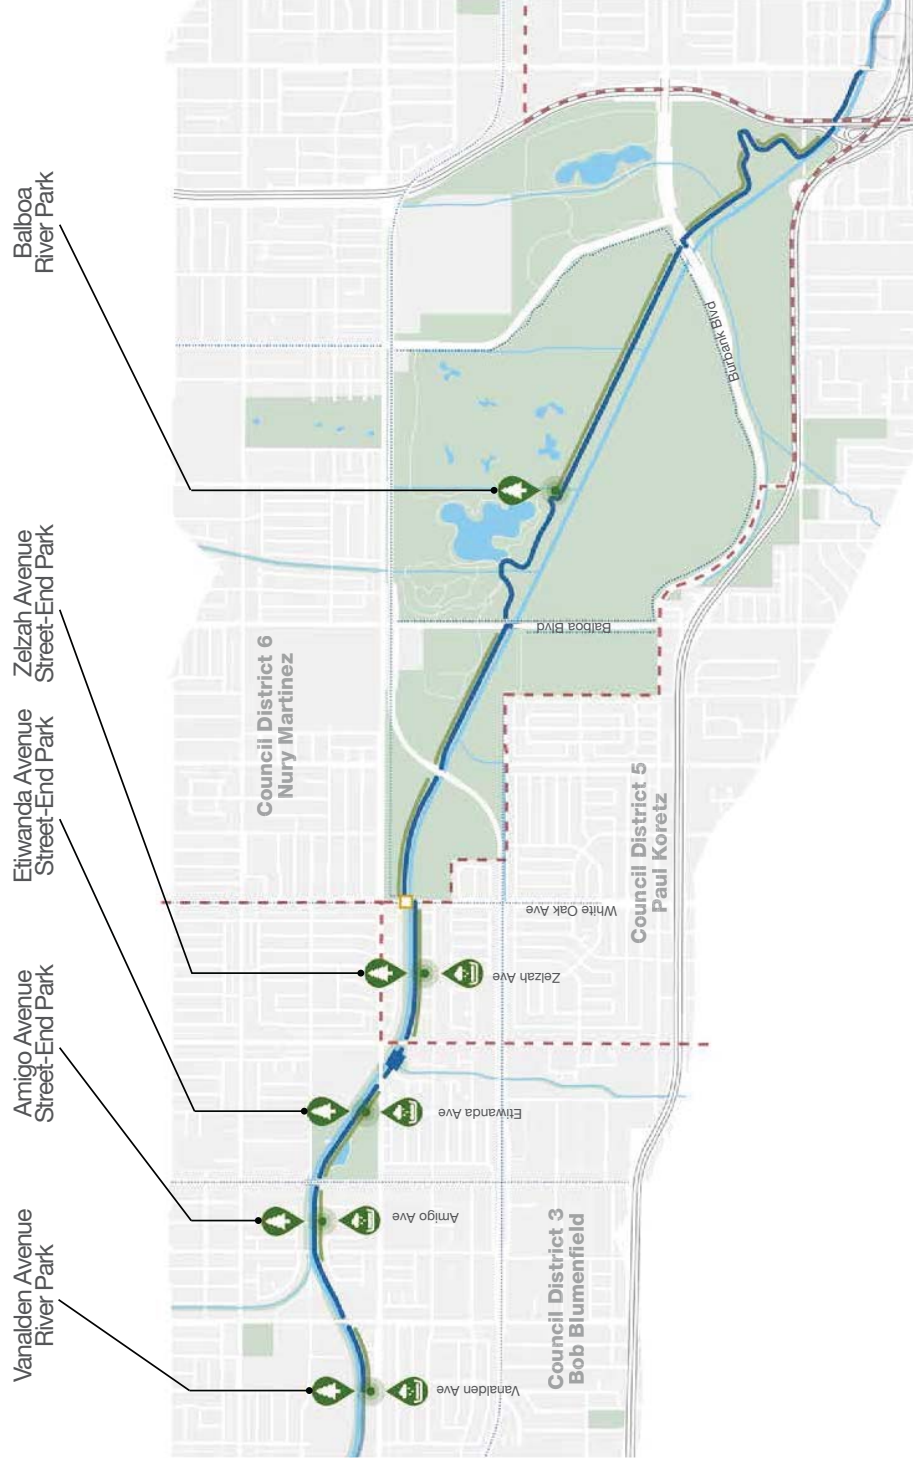 Vanalden Avenue
River Park
Amigo Avenue
Street-End Park
Etiwanda Avenue
Street-End Park
Zelzah Avenue
Street-End Park
Balboa
River Park
Council District 6
Nury Martinez
Council District 5
Paul Koretz
Council District 3
Bob Blumenfield
Vanalden Ave
Amigo Ave
Etiwanda Ave
Zelzah Ave
White Oak Ave
Balboa Blvd
Burbank Blvd